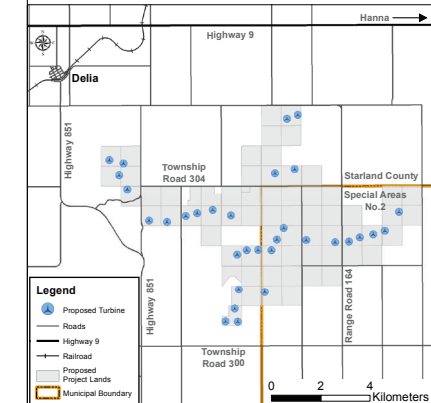 Hanna
Highway 9
Delia
Highway 851
Township
Road 304
Starland County
Special Areas
No.2
Highway 851
Range Road 164
Township
Road 300
Legend
Proposed Turbine
Roads
Highway 9
Railroad
Proposed
Project Lands
Municipal Boundary
0 2 4
Kilometers